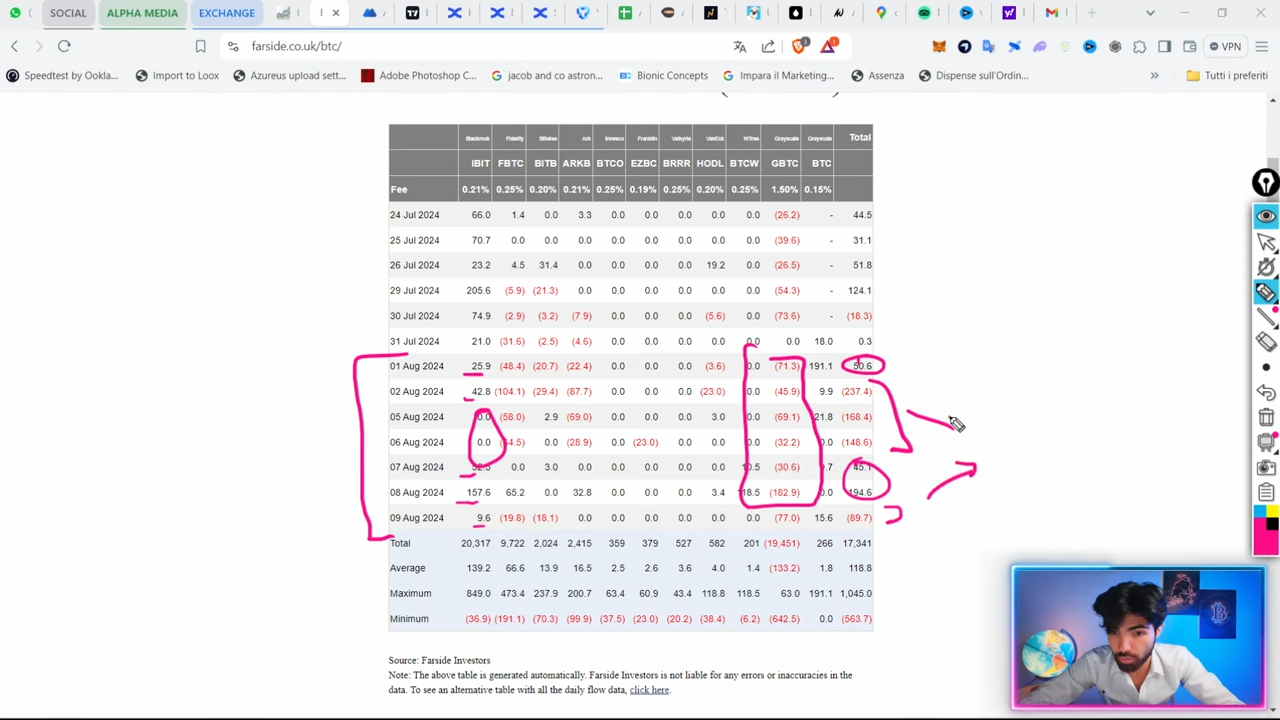 SOCIAL ALPHA MEDIA EXCHANGE
farside.co.uk/btc/ VPN
Speedtest by Ookla... Import to Loox Azureus upload sett... Adobe Photoshop C... jacob and co astron... Bionic Concepts Impara il Marketing... Assenza Dispense sull'Ordin... » Tutti i preferiti
Blackrock Fidelity Bitwise Ark Invesco Franklin Valkyrie VanEck WTree Grayscale Grayscale Total
IBIT FBTC BITB ARKB BTCO EZBC BRRR HODL BTCW GBTC BTC
Fee 0.21% 0.25% 0.20% 0.21% 0.25% 0.19% 0.25% 0.20% 0.25% 1.50% 0.15%
24 Jul 2024 66.0 1.4 0.0 3.3 0.0 0.0 0.0 0.0 0.0 (26.2) - 44.5
25 Jul 2024 70.7 0.0 0.0 0.0 0.0 0.0 0.0 0.0 0.0 (39.6) - 31.1
26 Jul 2024 23.2 4.5 31.4 0.0 0.0 0.0 0.0 19.2 0.0 (26.5) - 51.8
29 Jul 2024 205.6 (5.9) (21.3) 0.0 0.0 0.0 0.0 0.0 0.0 (54.3) - 124.1
30 Jul 2024 74.9 (2.9) (3.2) (7.9) 0.0 0.0 0.0 (5.6) 0.0 (73.6) - (18.3)
31 Jul 2024 21.0 (31.6) (2.5) (4.6) 0.0 0.0 0.0 0.0 0.0 0.0 18.0 0.3
01 Aug 2024 25.9 (48.4) (20.7) (22.4) 0.0 0.0 0.0 (3.6) 0.0 (71.3) 191.1 50.6
02 Aug 2024 42.8 (104.1) (29.4) (87.7) 0.0 0.0 0.0 (23.0) 0.0 (45.9) 9.9 (237.4)
05 Aug 2024 0.0 (58.0) 2.9 (69.0) 0.0 0.0 0.0 3.0 0.0 (69.1) 21.8 (168.4)
06 Aug 2024 0.0 0.0 (28.9) 0.0 (23.0) 0.0 0.0 0.0 (32.2) 0.0 (148.6)
07 Aug 2024 52.5 0.0 3.0 0.0 0.0 0.0 0.0 0.0 (30.6) 45.1
08 Aug 2024 157.6 65.2 0.0 32.8 0.0 0.0 0.0 3.4 118.5 (182.9) 0.0 194.6
09 Aug 2024 9.6 (19.8) (18.1) 0.0 0.0 0.0 0.0 0.0 0.0 (77.0) 15.6 (89.7)
Total 20,317 9,722 2,024 2,415 359 379 527 582 201 (19,451) 266 17,341
Average 139.2 66.6 13.9 16.5 2.5 2.6 3.6 4.0 1.4 (133.2) 1.8 118.8
Maximum 849.0 473.4 237.9 200.7 63.4 60.9 43.4 118.8 118.5 63.0 191.1 1,045.0
Minimum (36.9) (191.1) (70.3) (99.9) (37.5) (23.0) (20.2) (38.4) (6.2) (642.5) 0.0 (563.7)
Source: Farside Investors
Note: The above table is generated automatically. Farside Investors is not liable for any errors or inaccuracies in the
data. To see an alternative table with all the daily flow data, click here.